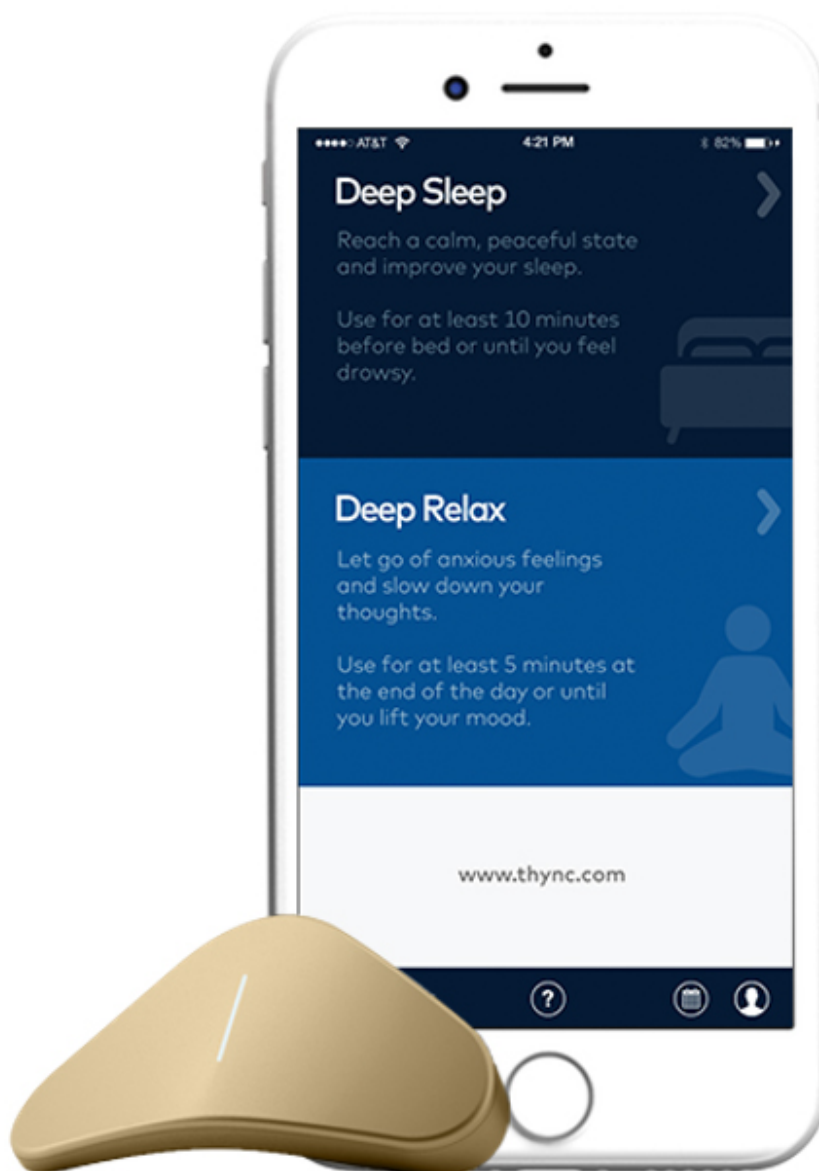 AT&T 4:21 PM 82%
Deep Sleep
Reach a calm, peaceful state
and improve your sleep.
Use for at least 10 minutes
before bed or until you feel
drowsy.
Deep Relax
Let go of anxious feelings
and slow down your
thoughts.
Use for at least 5 minutes at
the end of the day or until
you lift your mood.
www.thync.com
?